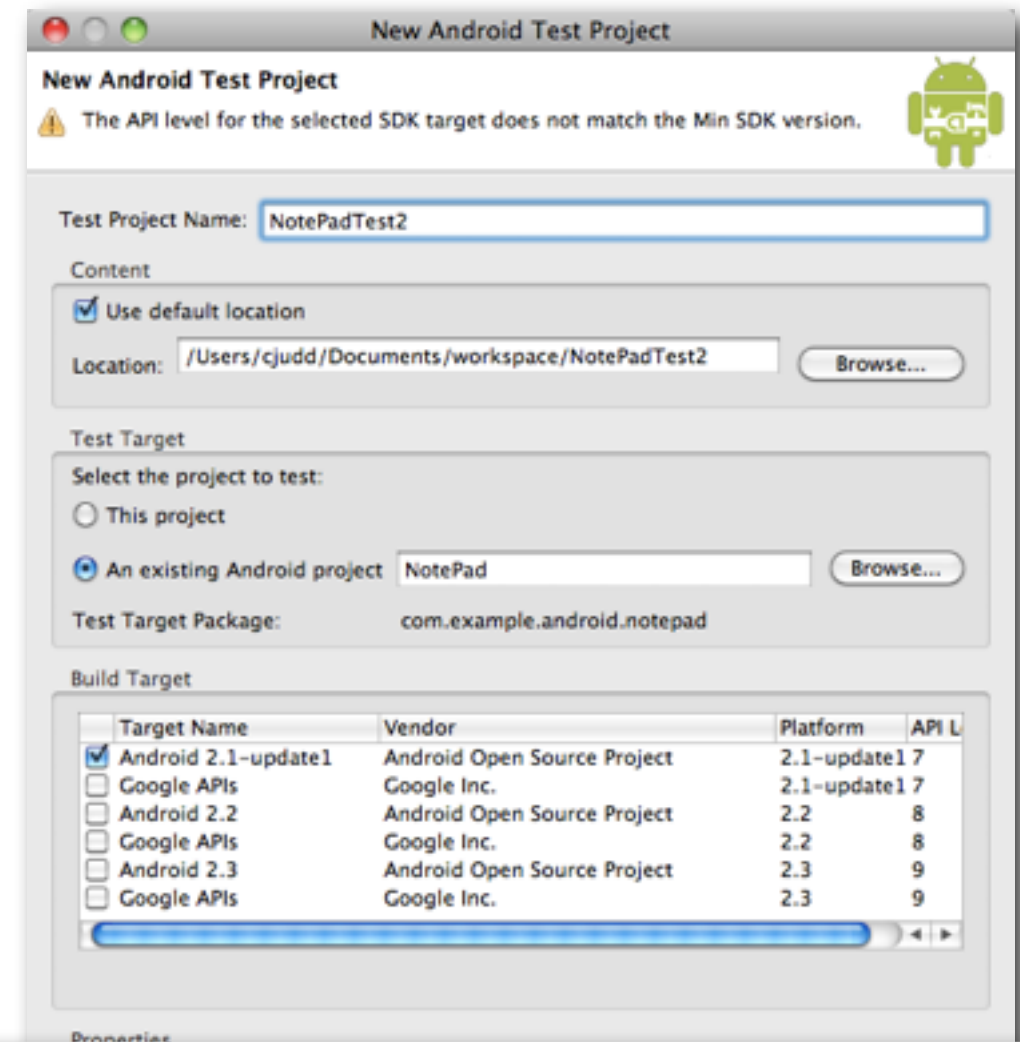 New Android Test Project
New Android Test Project
The API level for the selected SDK target does not match the Min SDK version.
Test Project Name: NotePadTest2
Content
Use default location
Location: /Users/cjudd/Documents/workspace/NotePadTest2 Browse...
Test Target
Select the project to test:
This project
An existing Android project NotePad Browse...
Test Target Package: com.example.android.notepad
Build Target
Target Name Vendor Platform API L
Android 2.1-update1 Android Open Source Project 2.1-update1 7
Google APIs Google Inc. 2.1-update1 7
Android 2.2 Android Open Source Project 2.2 8
Google APIs Google Inc. 2.2 8
Android 2.3 Android Open Source Project 2.3 9
Google APIs Google Inc. 2.3 9
Properties